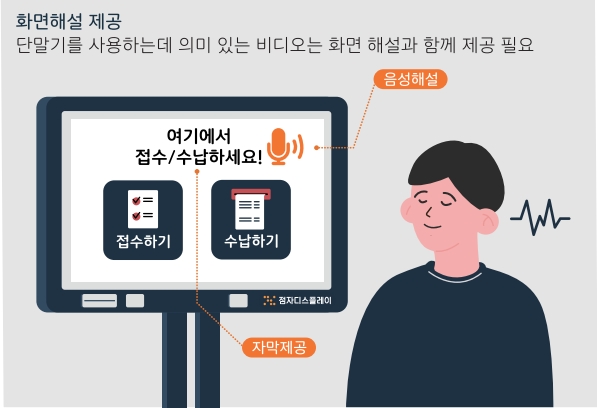 화면해설 제공
단말기를 사용하는데 의미 있는 비디오는 화면 해설과 함께 제공 필요
음성해설
여기에서
접수/수납하세요!
접수하기
수납하기
점자디스플레이
자막제공